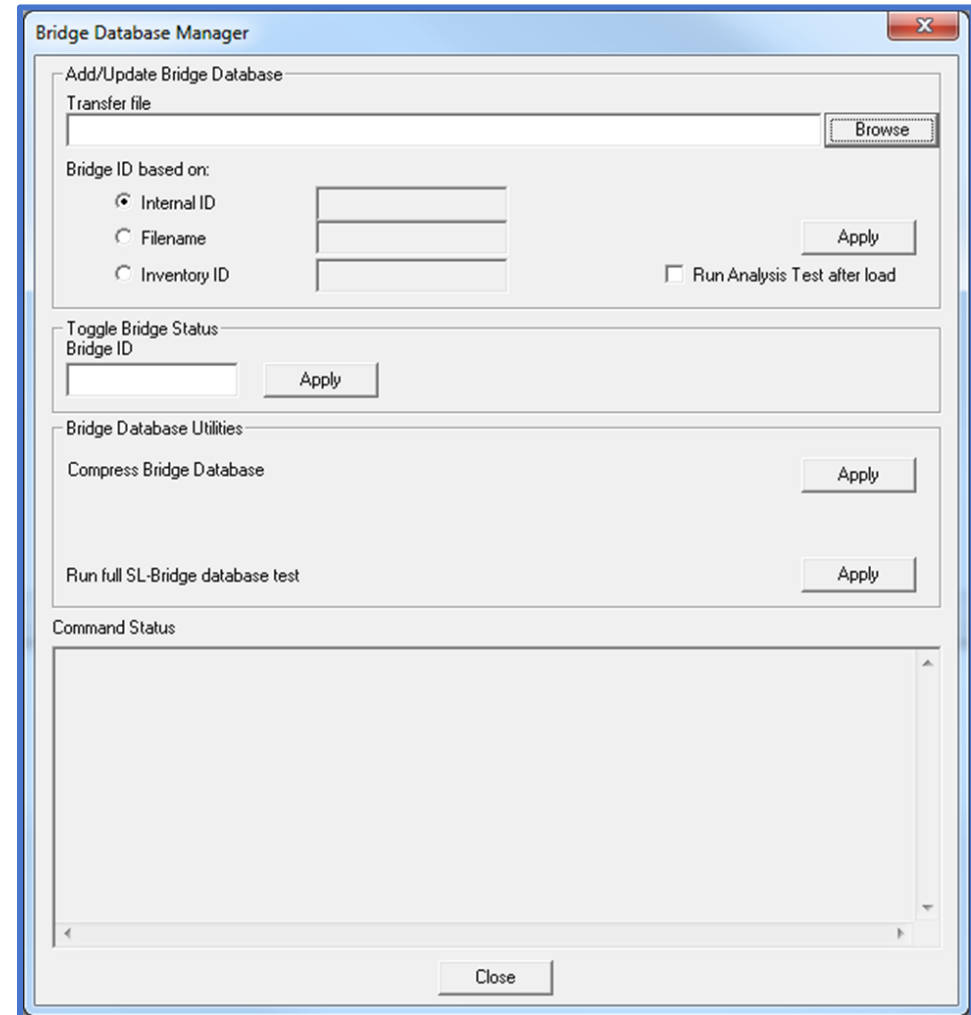 Bridge Database Manager
Add/Update Bridge Database
Transfer file
Browse
Bridge ID based on:
Internal ID
Filename
Apply
Inventory ID
Run Analysis Test after load
Toggle Bridge Status
Bridge ID
Apply
Bridge Database Utilities
Compress Bridge Database
Apply
Run full SL-Bridge database test
Apply
Command Status
Close